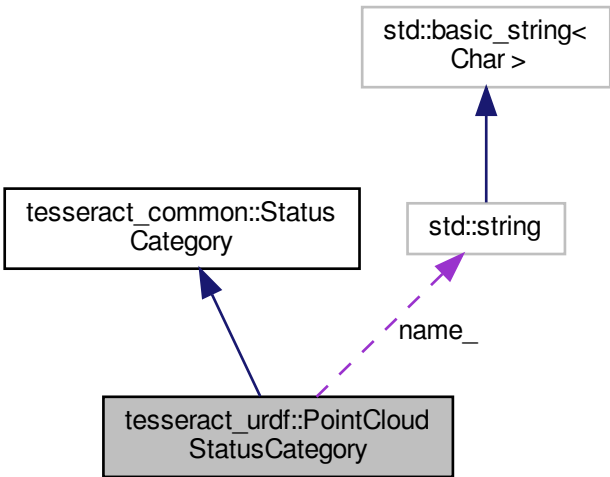 std::basic_string<
Char >
tesseract_common::Status
Category
std::string
name_
tesseract_urdf::PointCloud
StatusCategory